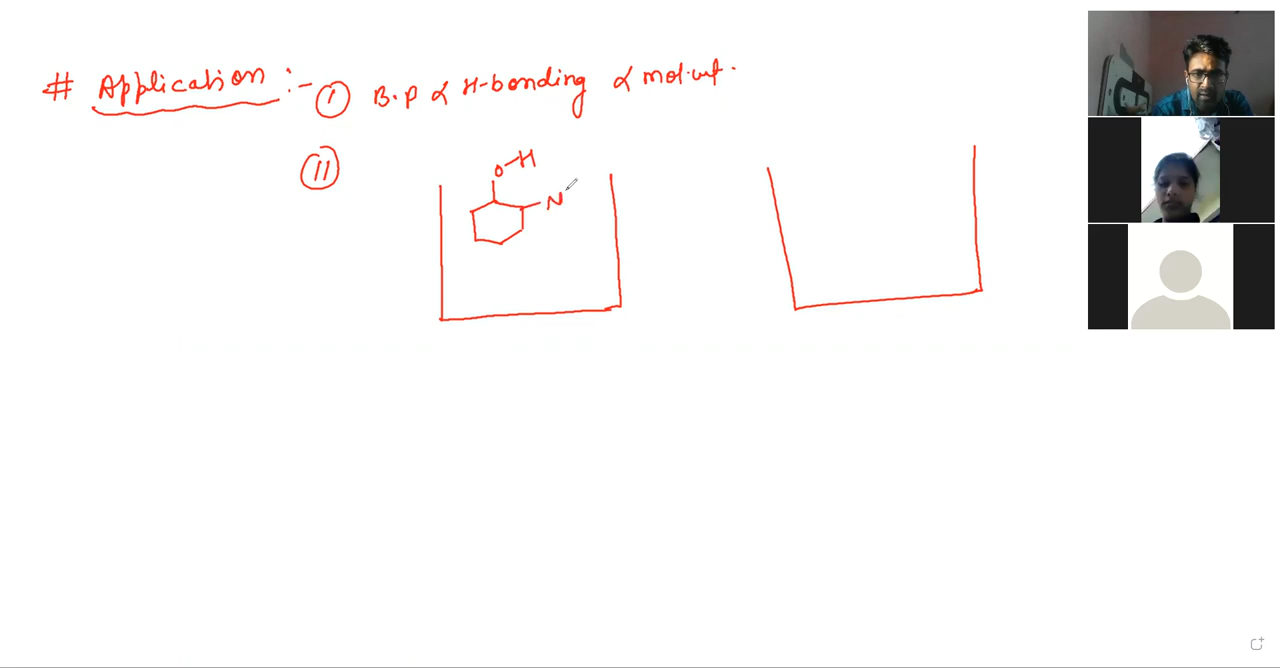 # Application :- (I) B.P ∝ H-bonding ∝ mol.wt.
(II)
O-H
N